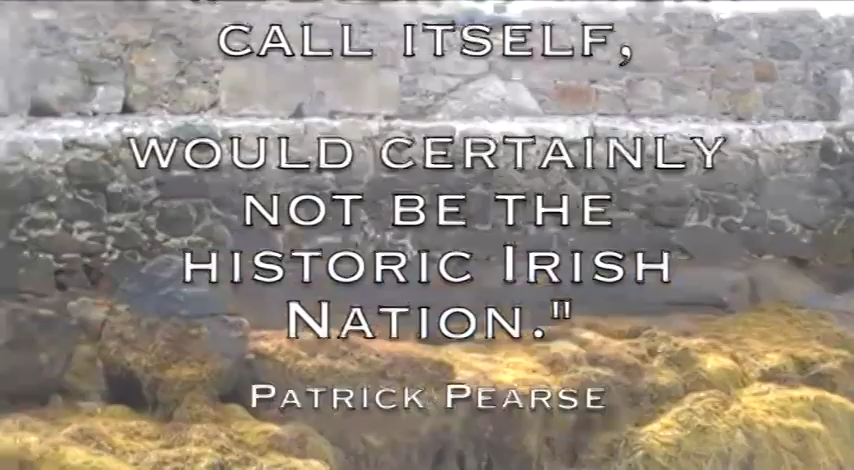 CALL ITSELF,
WOULD CERTAINLY
NOT BE THE
HISTORIC IRISH
NATION."
PATRICK PEARSE